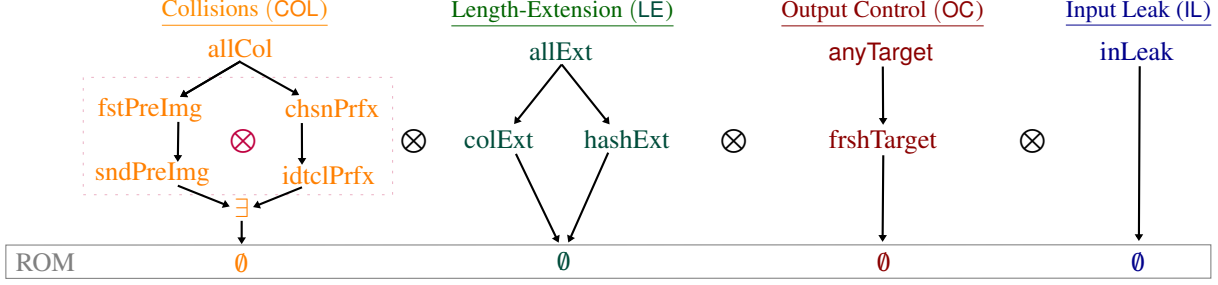 Collisions (COL) Length-Extension (LE) Output Control (OC) Input Leak (IL)
allCol allExt anyTarget inLeak
fstPreImg chsnPrfx
⊗ ⊗ colExt hashExt ⊗ frshTarget ⊗
sndPreImg idtclPrfx
∃
ROM ∅ ∅ ∅ ∅